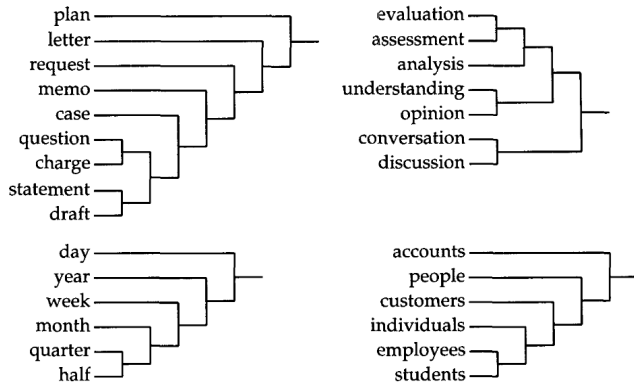 plan
letter
request
memo
case
question
charge
statement
draft
evaluation
assessment
analysis
understanding
opinion
conversation
discussion
day
year
week
month
quarter
half
accounts
people
customers
individuals
employees
students